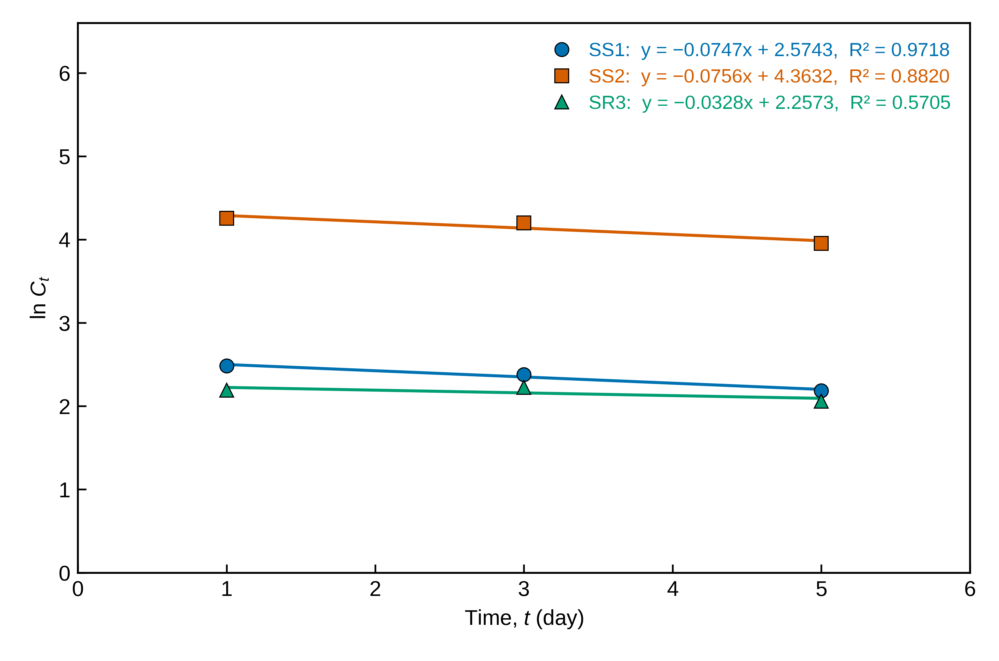 SS1: y = −0.0747x + 2.5743, R² = 0.9718
SS2: y = −0.0756x + 4.3632, R² = 0.8820
SR3: y = −0.0328x + 2.2573, R² = 0.5705
6
5
4
3
2
1
0
ln Cₜ
0 1 2 3 4 5 6
Time, t (day)